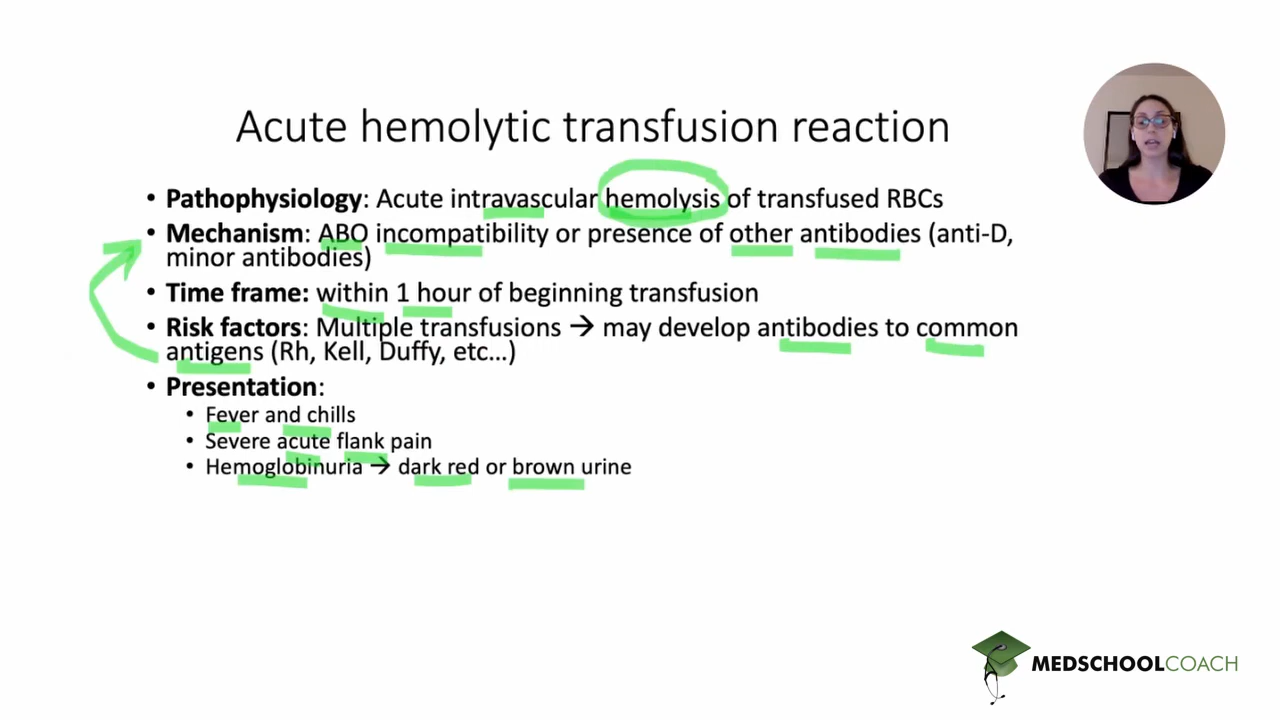 Acute hemolytic transfusion reaction
• Pathophysiology: Acute intravascular hemolysis of transfused RBCs
• Mechanism: ABO incompatibility or presence of other antibodies (anti-D,
minor antibodies)
• Time frame: within 1 hour of beginning transfusion
• Risk factors: Multiple transfusions → may develop antibodies to common
antigens (Rh, Kell, Duffy, etc...)
• Presentation:
• Fever and chills
• Severe acute flank pain
• Hemoglobinuria → dark red or brown urine
MEDSCHOOLCOACH